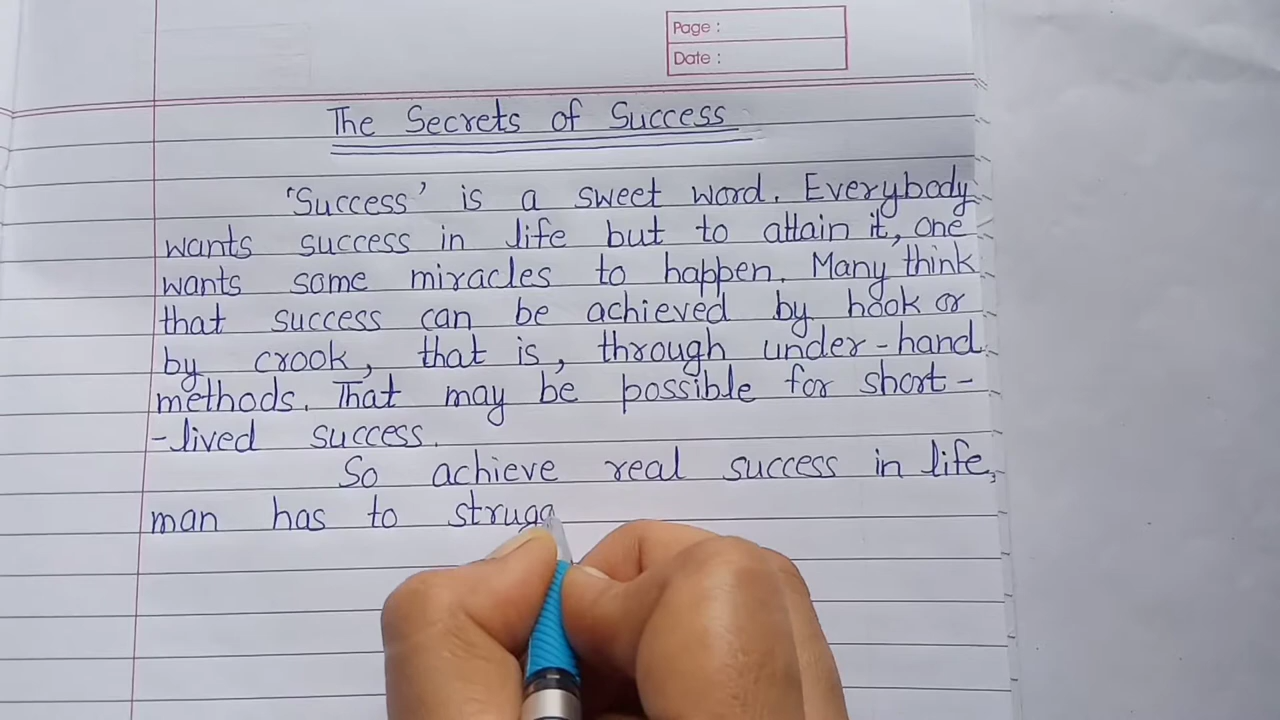 Page :
Date :
The Secrets of Success
'Success' is a sweet word. Everybody
wants success in life but to attain it, one
wants some miracles to happen. Many think
that success can be achieved by hook or
by crook, that is, through under-hand
methods. That may be possible for short-
-lived success.
So achieve real success in life,
man has to strugg